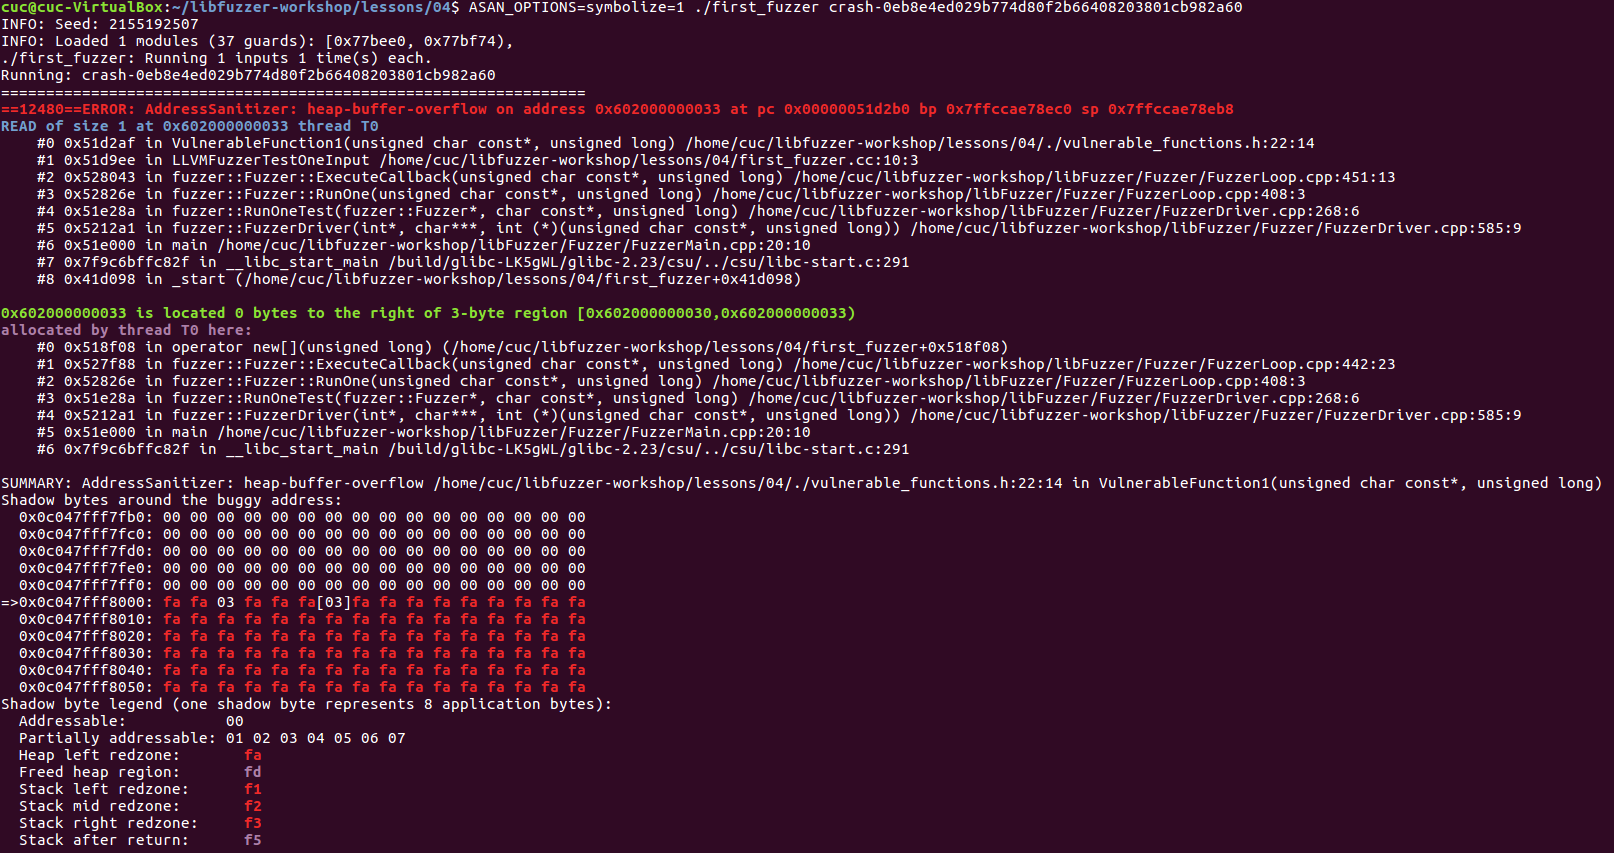 cuc@cuc-VirtualBox:~/libfuzzer-workshop/lessons/04$ ASAN_OPTIONS=symbolize=1 ./first_fuzzer crash-0eb8e4ed029b774d80f2b66408203801cb982a60
INFO: Seed: 2155192507
INFO: Loaded 1 modules (37 guards): [0x77bee0, 0x77bf74),
./first_fuzzer: Running 1 inputs 1 time(s) each.
Running: crash-0eb8e4ed029b774d80f2b66408203801cb982a60
=================================================================
==12480==ERROR: AddressSanitizer: heap-buffer-overflow on address 0x602000000033 at pc 0x00000051d2b0 bp 0x7ffccae78ec0 sp 0x7ffccae78eb8
READ of size 1 at 0x602000000033 thread T0
    #0 0x51d2af in VulnerableFunction1(unsigned char const*, unsigned long) /home/cuc/libfuzzer-workshop/lessons/04/./vulnerable_functions.h:22:14
    #1 0x51d9ee in LLVMFuzzerTestOneInput /home/cuc/libfuzzer-workshop/lessons/04/first_fuzzer.cc:10:3
    #2 0x528043 in fuzzer::Fuzzer::ExecuteCallback(unsigned char const*, unsigned long) /home/cuc/libfuzzer-workshop/libFuzzer/Fuzzer/FuzzerLoop.cpp:451:13
    #3 0x52826e in fuzzer::Fuzzer::RunOne(unsigned char const*, unsigned long) /home/cuc/libfuzzer-workshop/libFuzzer/Fuzzer/FuzzerLoop.cpp:408:3
    #4 0x51e28a in fuzzer::RunOneTest(fuzzer::Fuzzer*, char const*, unsigned long) /home/cuc/libfuzzer-workshop/libFuzzer/Fuzzer/FuzzerDriver.cpp:268:6
    #5 0x5212a1 in fuzzer::FuzzerDriver(int*, char***, int (*)(unsigned char const*, unsigned long)) /home/cuc/libfuzzer-workshop/libFuzzer/Fuzzer/FuzzerDriver.cpp:585:9
    #6 0x51e000 in main /home/cuc/libfuzzer-workshop/libFuzzer/Fuzzer/FuzzerMain.cpp:20:10
    #7 0x7f9c6bffc82f in __libc_start_main /build/glibc-LK5gWL/glibc-2.23/csu/../csu/libc-start.c:291
    #8 0x41d098 in _start (/home/cuc/libfuzzer-workshop/lessons/04/first_fuzzer+0x41d098)

0x602000000033 is located 0 bytes to the right of 3-byte region [0x602000000030,0x602000000033)
allocated by thread T0 here:
    #0 0x518f08 in operator new[](unsigned long) (/home/cuc/libfuzzer-workshop/lessons/04/first_fuzzer+0x518f08)
    #1 0x527f88 in fuzzer::Fuzzer::ExecuteCallback(unsigned char const*, unsigned long) /home/cuc/libfuzzer-workshop/libFuzzer/Fuzzer/FuzzerLoop.cpp:442:23
    #2 0x52826e in fuzzer::Fuzzer::RunOne(unsigned char const*, unsigned long) /home/cuc/libfuzzer-workshop/libFuzzer/Fuzzer/FuzzerLoop.cpp:408:3
    #3 0x51e28a in fuzzer::RunOneTest(fuzzer::Fuzzer*, char const*, unsigned long) /home/cuc/libfuzzer-workshop/libFuzzer/Fuzzer/FuzzerDriver.cpp:268:6
    #4 0x5212a1 in fuzzer::FuzzerDriver(int*, char***, int (*)(unsigned char const*, unsigned long)) /home/cuc/libfuzzer-workshop/libFuzzer/Fuzzer/FuzzerDriver.cpp:585:9
    #5 0x51e000 in main /home/cuc/libfuzzer-workshop/libFuzzer/Fuzzer/FuzzerMain.cpp:20:10
    #6 0x7f9c6bffc82f in __libc_start_main /build/glibc-LK5gWL/glibc-2.23/csu/../csu/libc-start.c:291

SUMMARY: AddressSanitizer: heap-buffer-overflow /home/cuc/libfuzzer-workshop/lessons/04/./vulnerable_functions.h:22:14 in VulnerableFunction1(unsigned char const*, unsigned long)
Shadow bytes around the buggy address:
  0x0c047fff7fb0: 00 00 00 00 00 00 00 00 00 00 00 00 00 00 00 00
  0x0c047fff7fc0: 00 00 00 00 00 00 00 00 00 00 00 00 00 00 00 00
  0x0c047fff7fd0: 00 00 00 00 00 00 00 00 00 00 00 00 00 00 00 00
  0x0c047fff7fe0: 00 00 00 00 00 00 00 00 00 00 00 00 00 00 00 00
  0x0c047fff7ff0: 00 00 00 00 00 00 00 00 00 00 00 00 00 00 00 00
=>0x0c047fff8000: fa fa 03 fa fa fa[03]fa fa fa fa fa fa fa fa fa
  0x0c047fff8010: fa fa fa fa fa fa fa fa fa fa fa fa fa fa fa fa
  0x0c047fff8020: fa fa fa fa fa fa fa fa fa fa fa fa fa fa fa fa
  0x0c047fff8030: fa fa fa fa fa fa fa fa fa fa fa fa fa fa fa fa
  0x0c047fff8040: fa fa fa fa fa fa fa fa fa fa fa fa fa fa fa fa
  0x0c047fff8050: fa fa fa fa fa fa fa fa fa fa fa fa fa fa fa fa
Shadow byte legend (one shadow byte represents 8 application bytes):
  Addressable:           00
  Partially addressable: 01 02 03 04 05 06 07
  Heap left redzone:       fa
  Freed heap region:       fd
  Stack left redzone:      f1
  Stack mid redzone:       f2
  Stack right redzone:     f3
  Stack after return:      f5